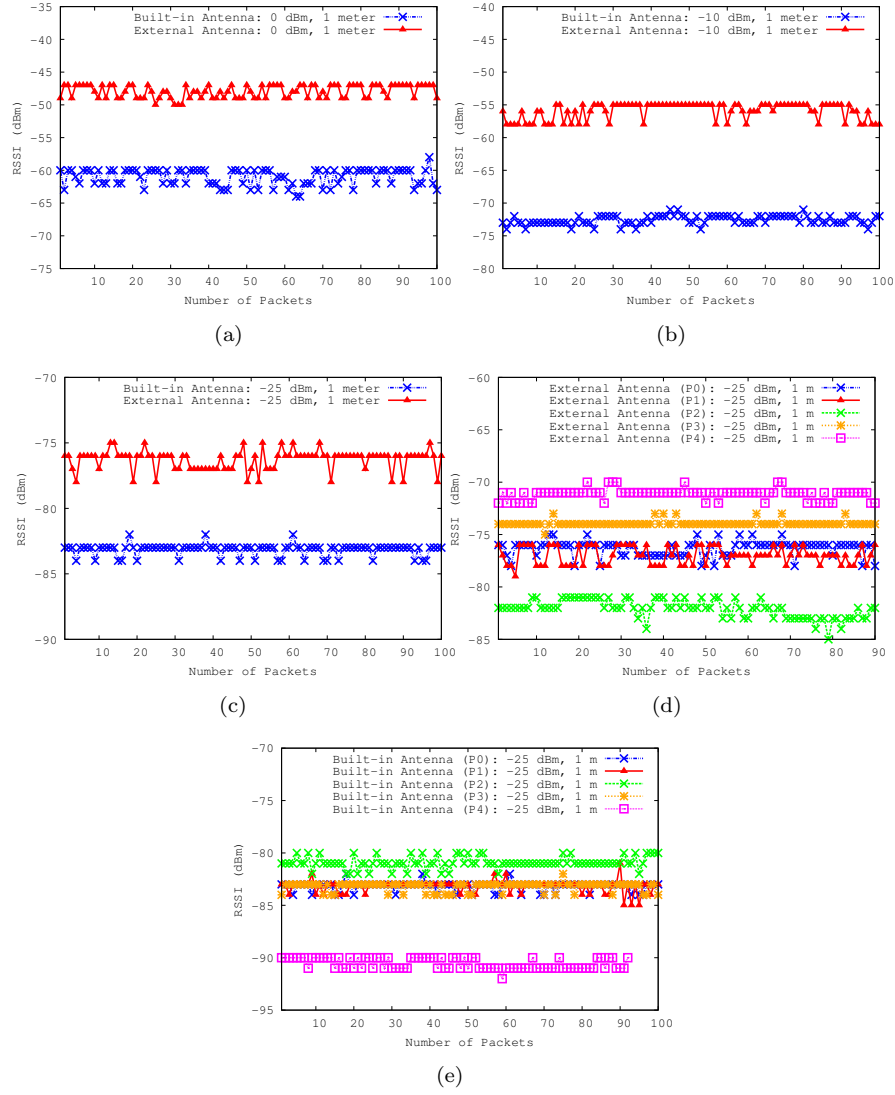 -35
-40
-45
-50
-55
-60
-65
-70
-75
RSSI (dBm)
10 20 30 40 50 60 70 80 90 100
Number of Packets
Built-in Antenna: 0 dBm, 1 meter
External Antenna: 0 dBm, 1 meter
(a)
-40
-45
-50
-55
-60
-65
-70
-75
-80
RSSI (dBm)
10 20 30 40 50 60 70 80 90 100
Number of Packets
Built-in Antenna: -10 dBm, 1 meter
External Antenna: -10 dBm, 1 meter
(b)
-70
-75
-80
-85
-90
RSSI (dBm)
10 20 30 40 50 60 70 80 90 100
Number of Packets
Built-in Antenna: -25 dBm, 1 meter
External Antenna: -25 dBm, 1 meter
(c)
-60
-65
-70
-75
-80
-85
RSSI (dBm)
10 20 30 40 50 60 70 80 90
Number of Packets
External Antenna (P0): -25 dBm, 1 m
External Antenna (P1): -25 dBm, 1 m
External Antenna (P2): -25 dBm, 1 m
External Antenna (P3): -25 dBm, 1 m
External Antenna (P4): -25 dBm, 1 m
(d)
-70
-75
-80
-85
-90
-95
RSSI (dBm)
10 20 30 40 50 60 70 80 90 100
Number of Packets
Built-in Antenna (P0): -25 dBm, 1 m
Built-in Antenna (P1): -25 dBm, 1 m
Built-in Antenna (P2): -25 dBm, 1 m
Built-in Antenna (P3): -25 dBm, 1 m
Built-in Antenna (P4): -25 dBm, 1 m
(e)